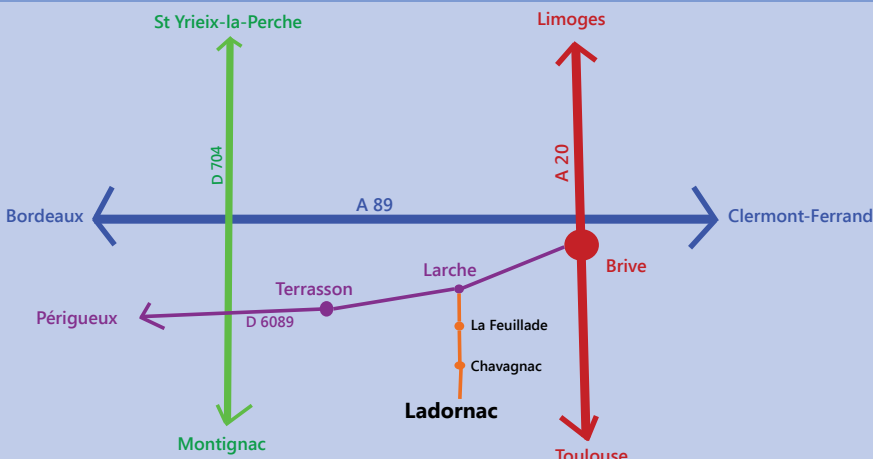 St Yrieix-la-Perche
Limoges
D 704
A 20
A 89
Bordeaux
Clermont-Ferrand
Brive
Larche
Terrasson
Périgueux
D 6089
La Feuillade
Chavagnac
Ladornac
Montignac
Toulouse